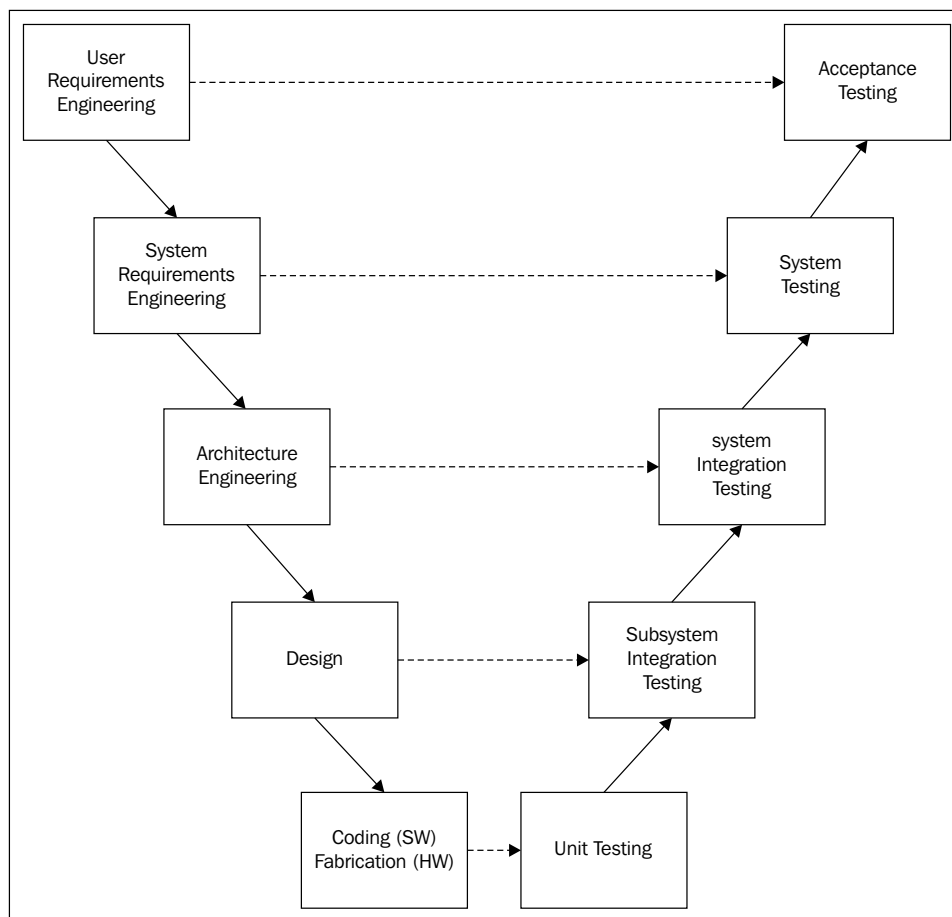 User
Requirements
Engineering
Acceptance
Testing
System
Requirements
Engineering
System
Testing
Architecture
Engineering
system
Integration
Testing
Design
Subsystem
Integration
Testing
Coding (SW)
Fabrication (HW)
Unit Testing